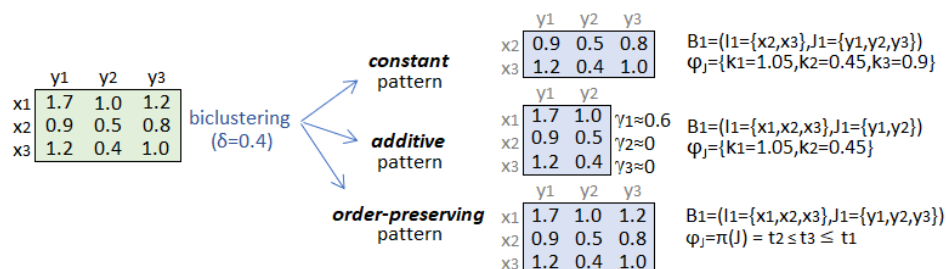 y1 y2 y3
x1 1.7 1.0 1.2
x2 0.9 0.5 0.8
x3 1.2 0.4 1.0
biclustering
(δ=0.4)
constant
pattern
y1 y2 y3
x2 0.9 0.5 0.8
x3 1.2 0.4 1.0
B1=(I1={x2,x3},J1={y1,y2,y3})
φJ={k1=1.05,k2=0.45,k3=0.9}
additive
pattern
y1 y2
x1 1.7 1.0 γ1≈0.6
x2 0.9 0.5 γ2≈0
x3 1.2 0.4 γ3≈0
B1=(I1={x1,x2,x3},J1={y1,y2})
φJ={k1=1.05,k2=0.45}
order-preserving
pattern
y1 y2 y3
x1 1.7 1.0 1.2
x2 0.9 0.5 0.8
x3 1.2 0.4 1.0
B1=(I1={x1,x2,x3},J1={y1,y2,y3})
φJ=π(J) = t2 ≤ t3 ≤ t1